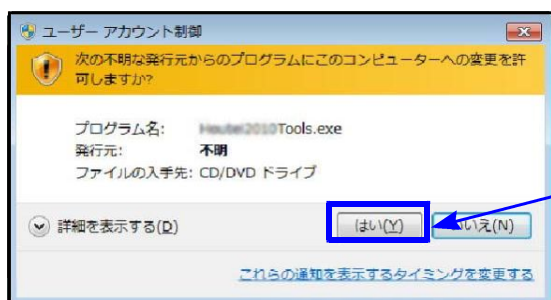 ユーザー アカウント制御
次の不明な発行元からのプログラムにこのコンピューターへの変更を許
可しますか?
プログラム名: Tools.exe
発行元: 不明
ファイルの入手先: CD/DVD ドライブ
詳細を表示する(D)
はい(Y)
いえ(N)
これらの通知を表示するタイミングを変更する